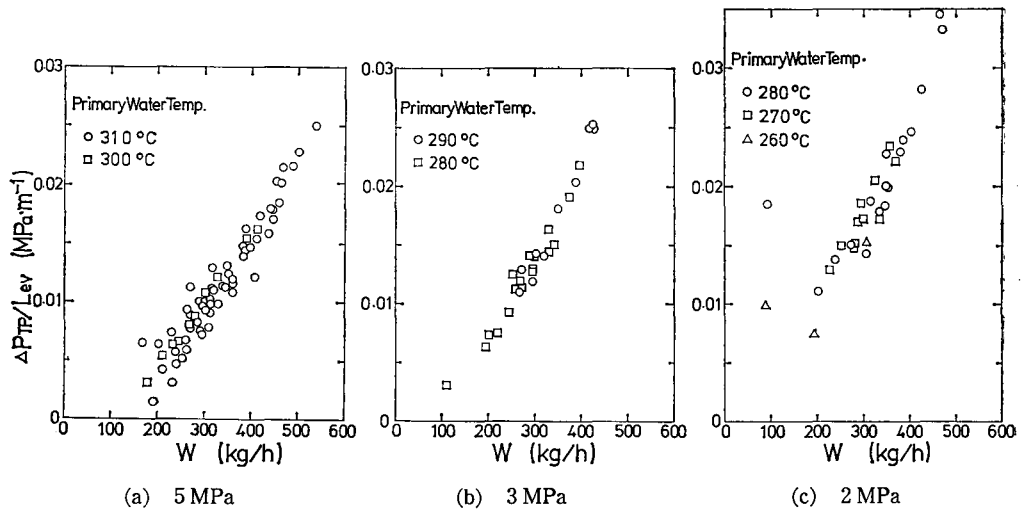 ΔPTP/Lev (MPa·m⁻¹)
0.03
0.02
0.01
0
PrimaryWaterTemp.
○ 310 °C
□ 300 °C
0 100 200 300 400 500 600
W (kg/h)
(a) 5 MPa
0.03
0.02
0.01
0
PrimaryWaterTemp.
○ 290 °C
□ 280 °C
0 100 200 300 400 500 600
W (kg/h)
(b) 3 MPa
0.03
0.02
0.01
0
PrimaryWaterTemp.
○ 280 °C
□ 270 °C
△ 260 °C
0 100 200 300 400 500 600
W (kg/h)
(c) 2 MPa